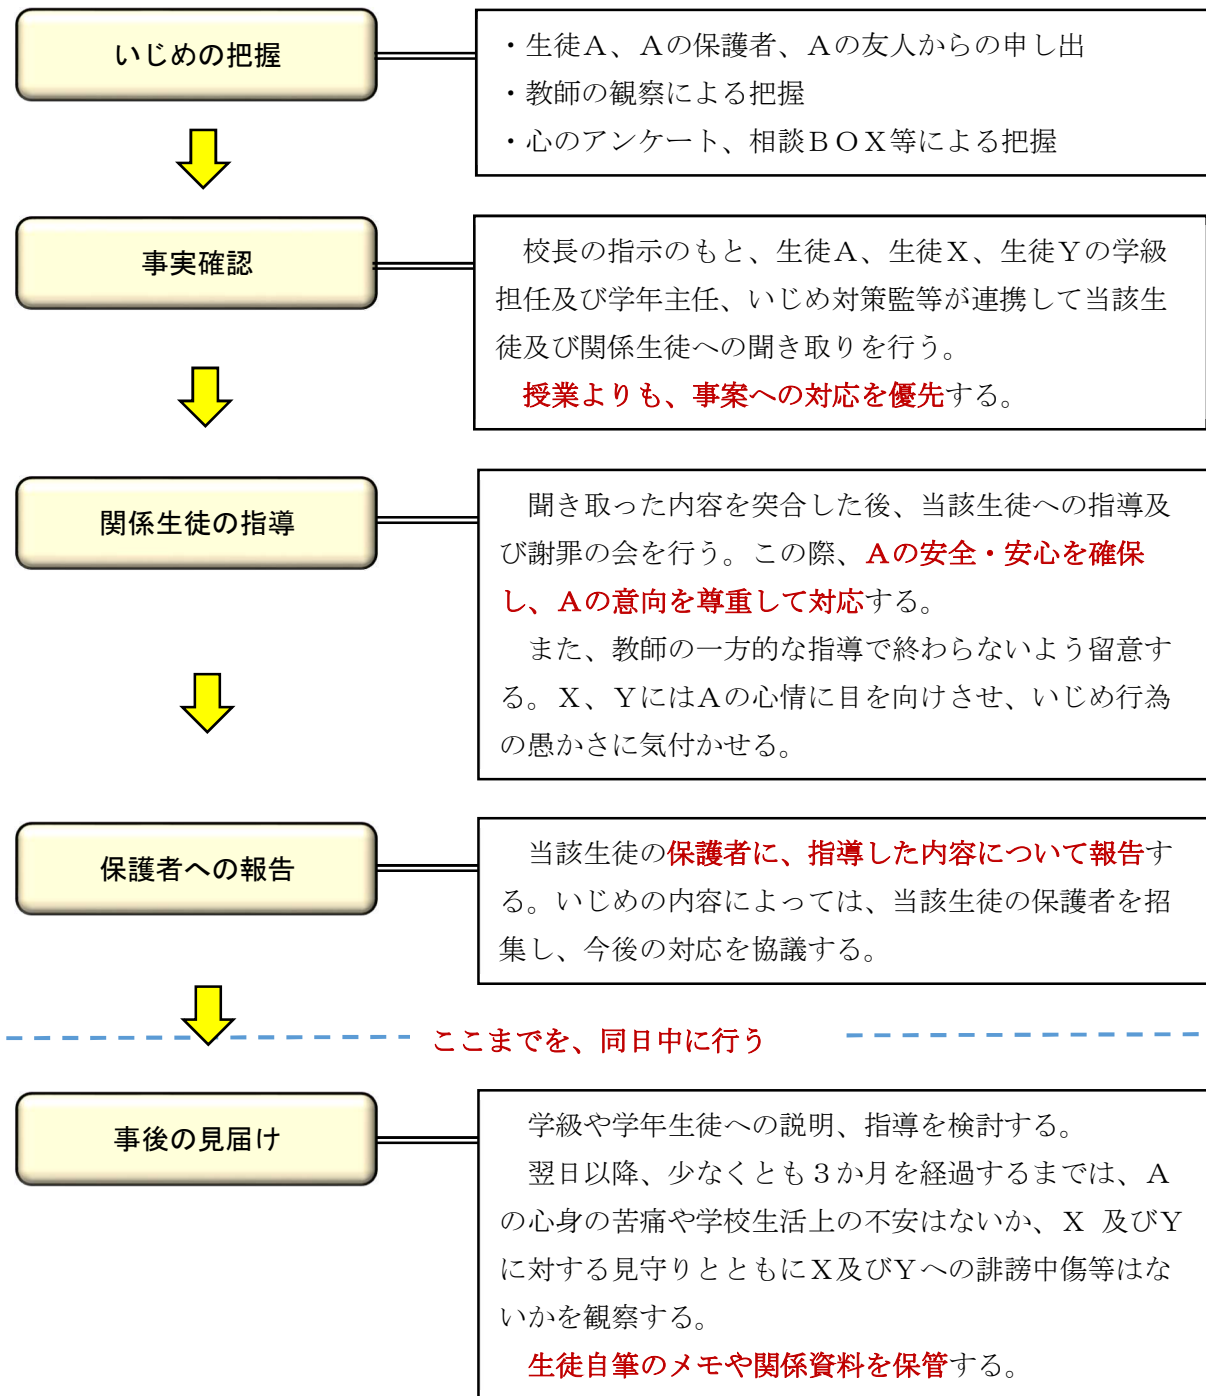 いじめの把握
・生徒Ａ、Ａの保護者、Ａの友人からの申し出
・教師の観察による把握
・心のアンケート、相談ＢＯＸ等による把握
事実確認
校長の指示のもと、生徒Ａ、生徒Ｘ、生徒Ｙの学級
担任及び学年主任、いじめ対策監等が連携して当該生
徒及び関係生徒への聞き取りを行う。
授業よりも、事案への対応を優先する。
関係生徒の指導
聞き取った内容を突合した後、当該生徒への指導及
び謝罪の会を行う。この際、Ａの安全・安心を確保
し、Ａの意向を尊重して対応する。
また、教師の一方的な指導で終わらないよう留意す
る。Ｘ、ＹにはＡの心情に目を向けさせ、いじめ行為
の愚かさに気付かせる。
保護者への報告
当該生徒の保護者に、指導した内容について報告す
る。いじめの内容によっては、当該生徒の保護者を招
集し、今後の対応を協議する。
ここまでを、同日中に行う
事後の見届け
学級や学年生徒への説明、指導を検討する。
翌日以降、少なくとも３か月を経過するまでは、Ａ
の心身の苦痛や学校生活上の不安はないか、Ｘ 及びＹ
に対する見守りとともにＸ及びＹへの誹謗中傷等はな
いかを観察する。
生徒自筆のメモや関係資料を保管する。